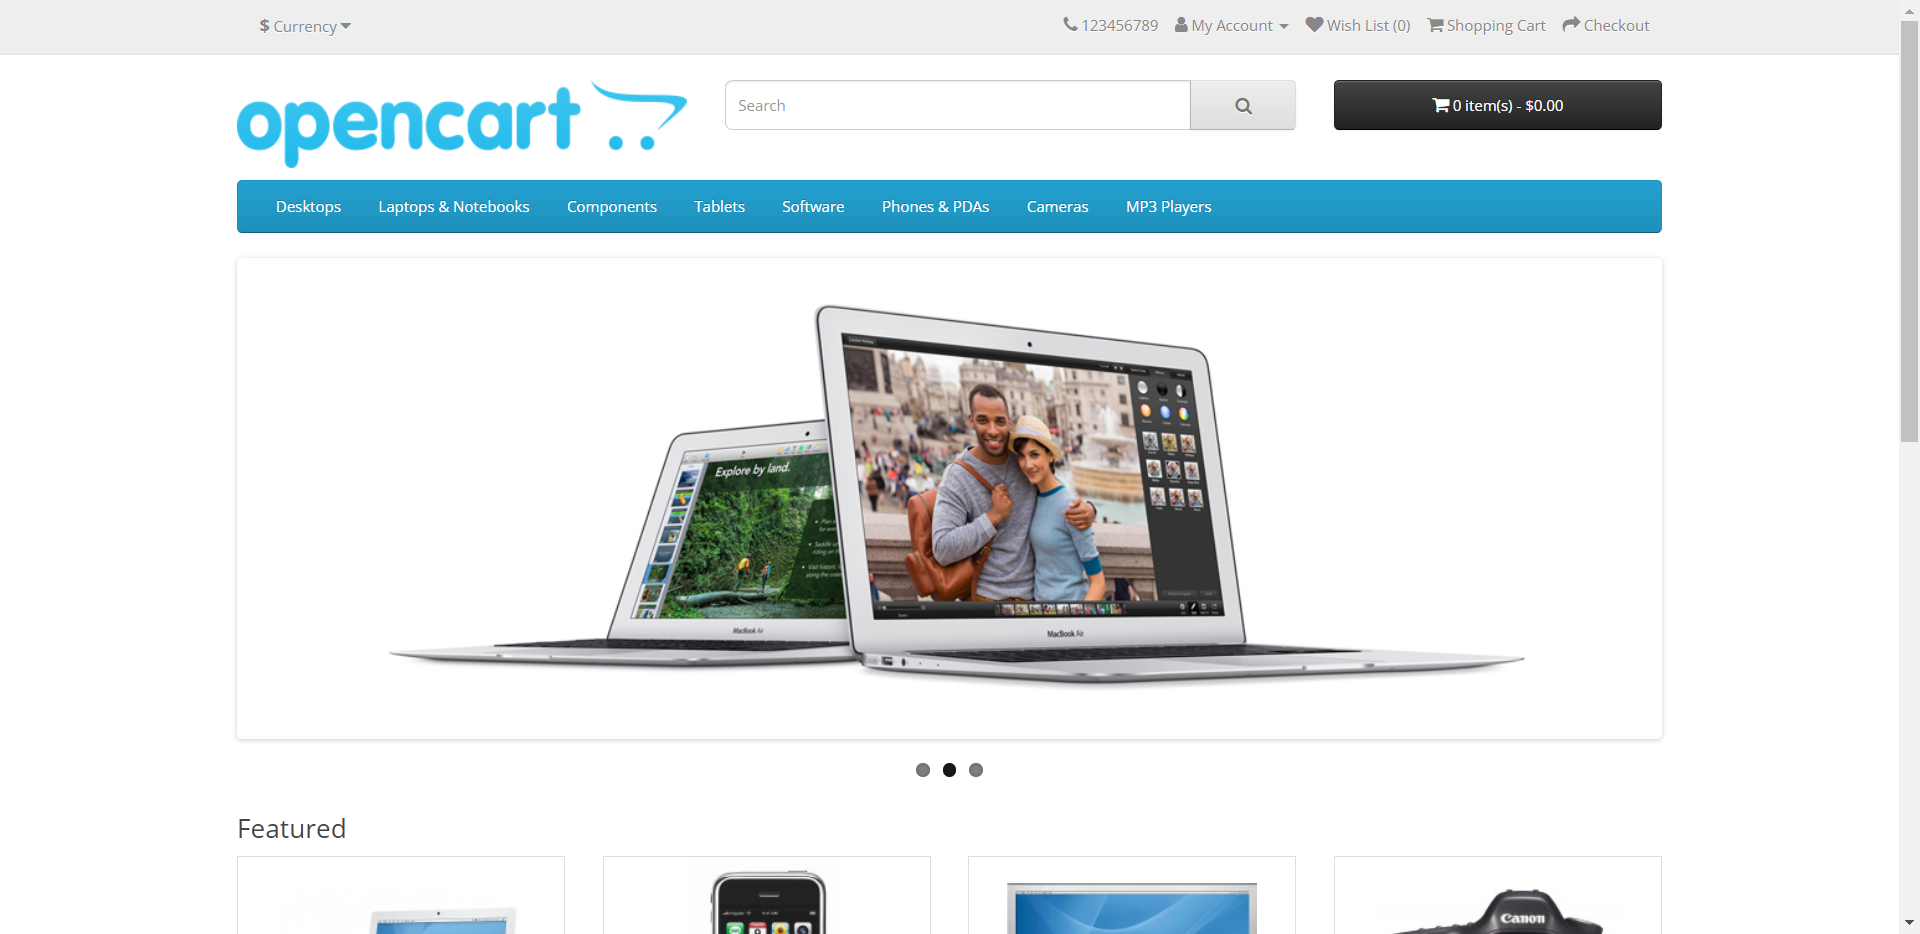 $ Currency
123456789 My Account Wish List (0) Shopping Cart Checkout
opencart
Search
0 item(s) - $0.00
Desktops Laptops & Notebooks Components Tablets Software Phones & PDAs Cameras MP3 Players
Explore by land.
MacBook Air
MacBook Air
Featured
Canon